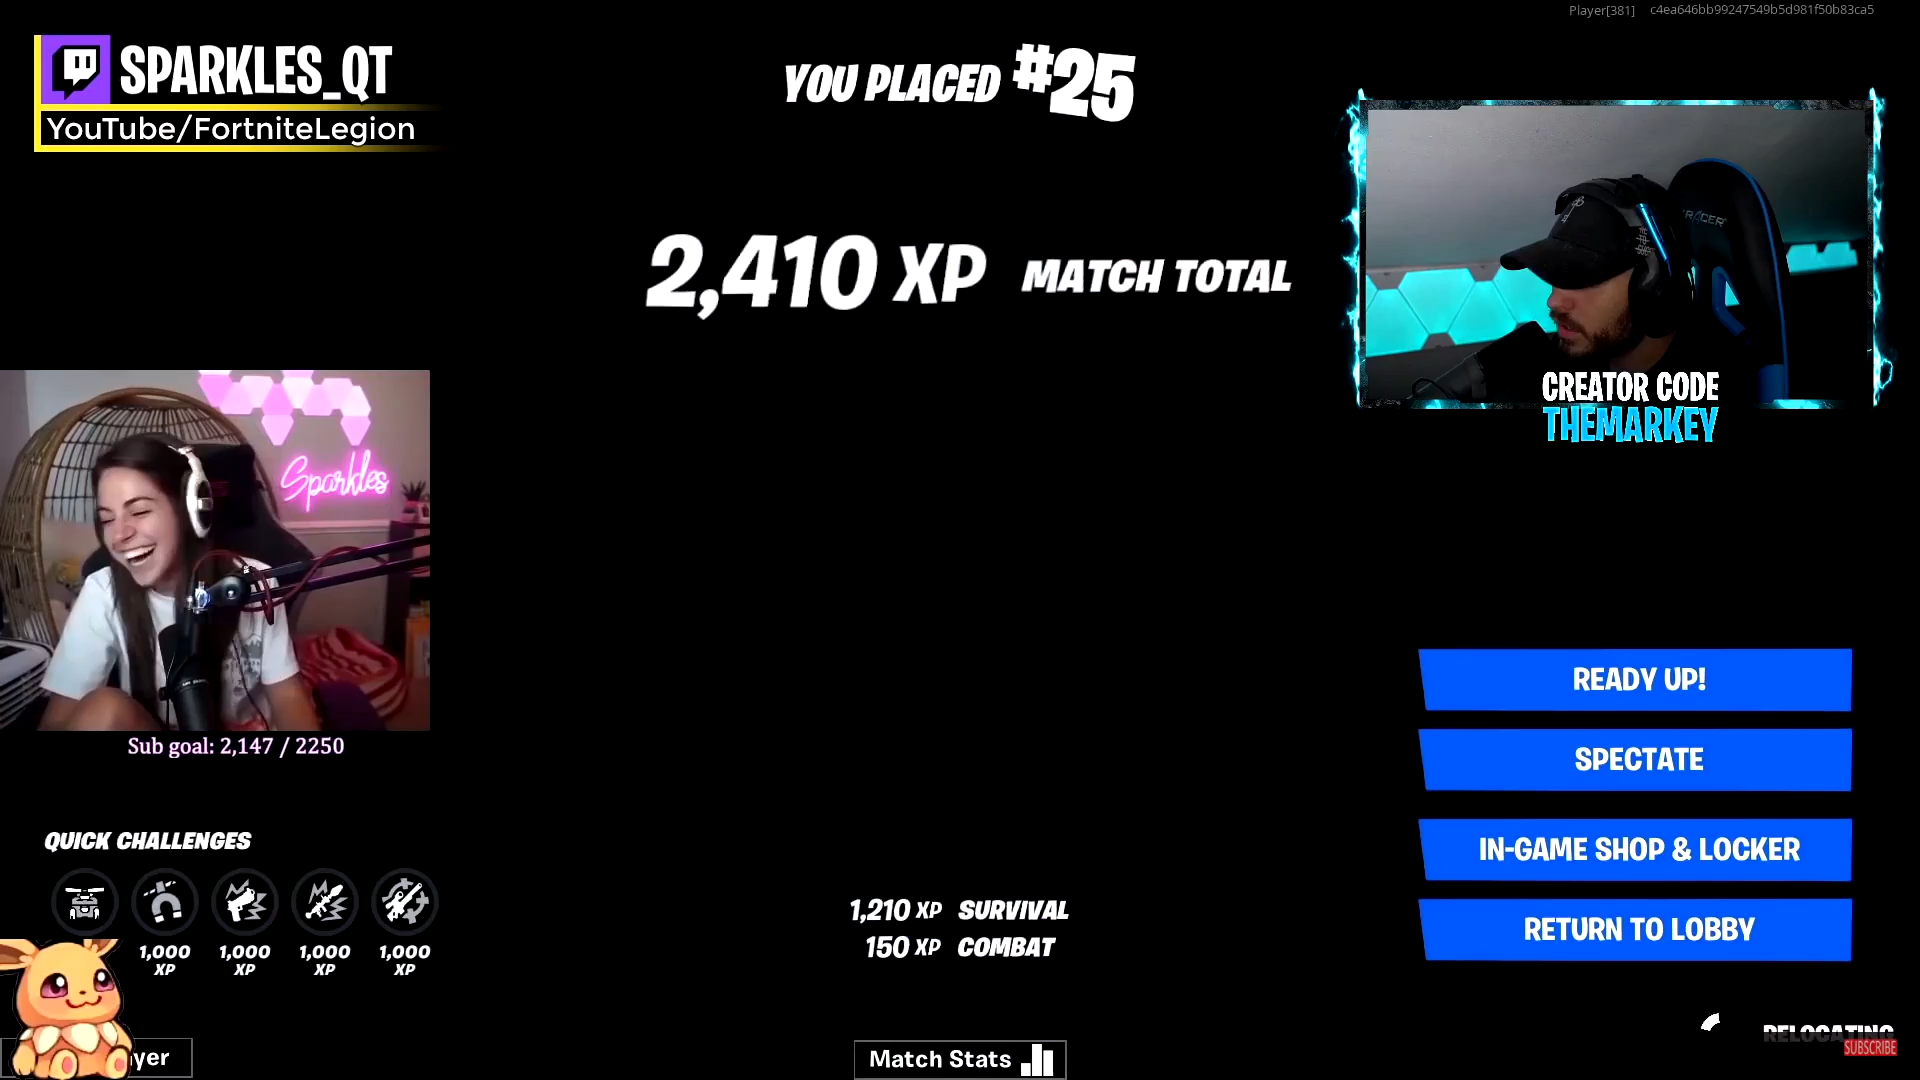 Player[381] c4ea646bb99247549b5d981f50b83ca5
SPARKLES_QT
YouTube/FortniteLegion
YOU PLACED #25
2,410 XP MATCH TOTAL
TRACER
CREATOR CODE
THEMARKEY
Sparkles
Sub goal: 2,147 / 2250
READY UP!
SPECTATE
IN-GAME SHOP & LOCKER
RETURN TO LOBBY
QUICK CHALLENGES
1,000 XP
1,000 XP
1,000 XP
1,000 XP
1,210 XP SURVIVAL
150 XP COMBAT
yer
Match Stats
RELOCATING
SUBSCRIBE